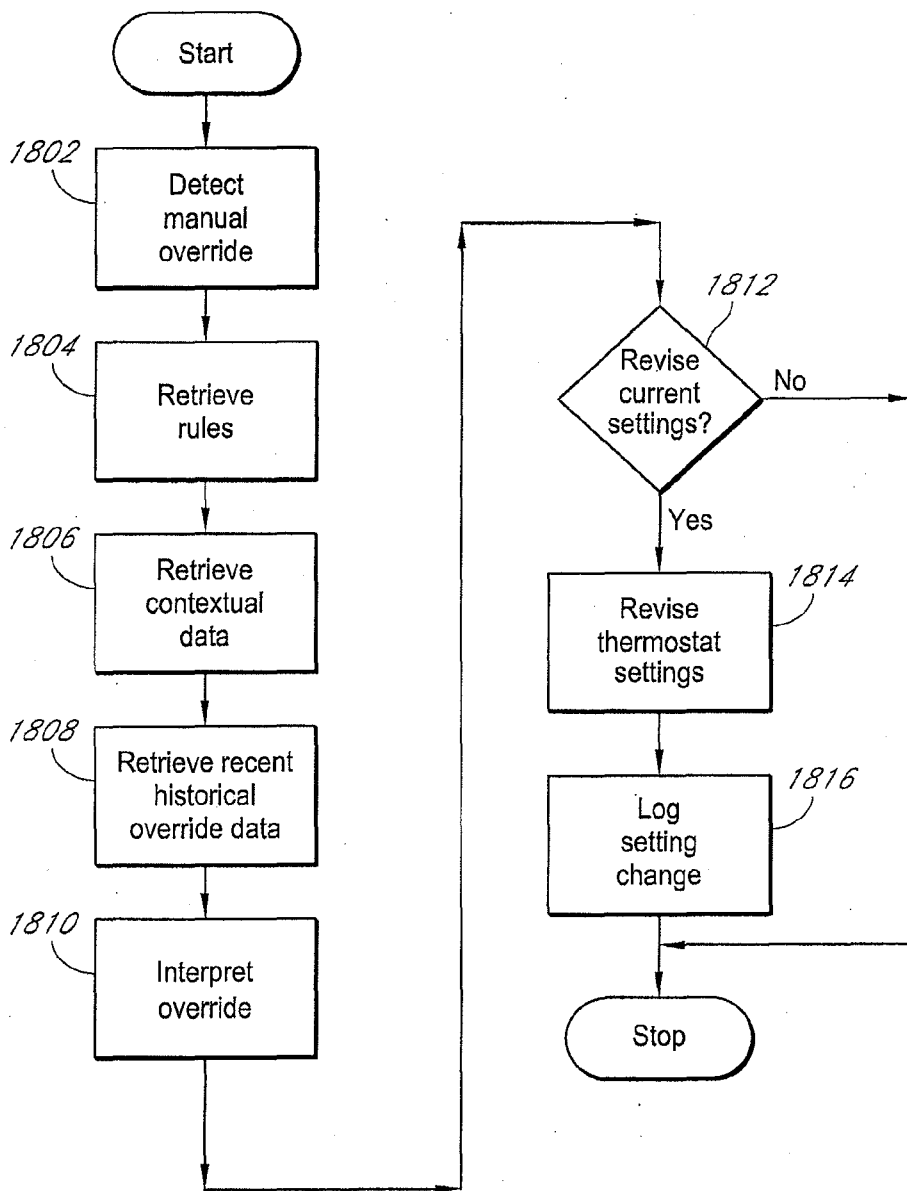 Start
1802
Detect
manual
override
1804
Retrieve
rules
1806
Retrieve
contextual
data
1808
Retrieve recent
historical
override data
1810
Interpret
override
1812
Revise
current
settings?
No
Yes
1814
Revise
thermostat
settings
1816
Log
setting
change
Stop